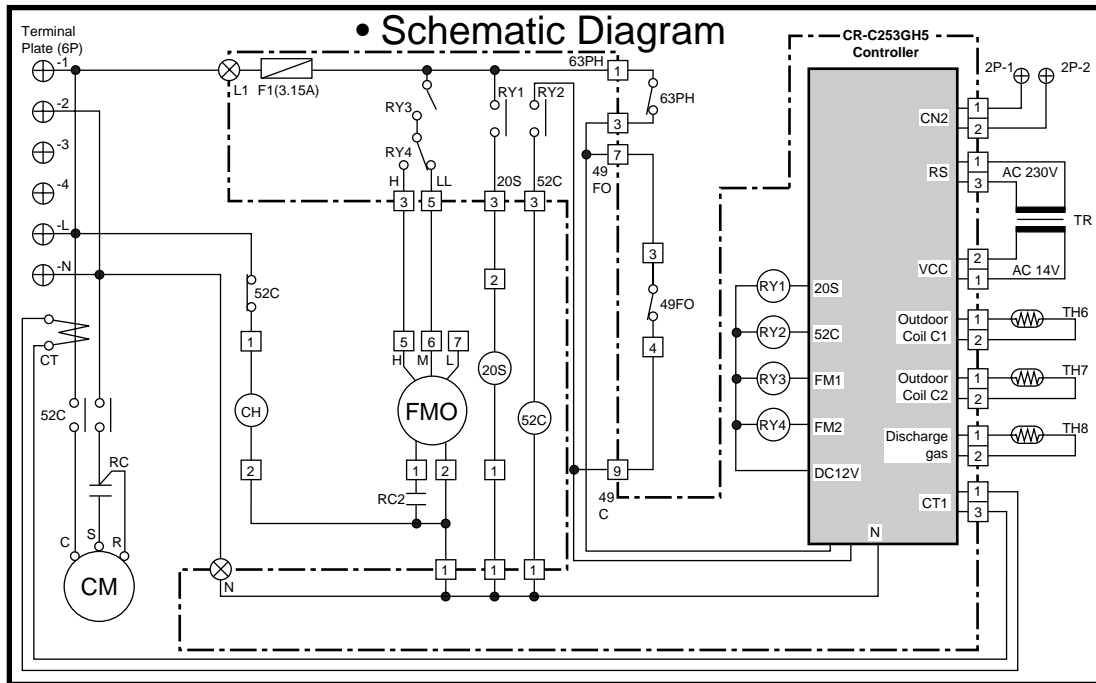 • Schematic Diagram
Terminal
Plate (6P)
-1
-2
-3
-4
-L
-N
L1
F1(3.15A)
63PH
1
63PH
3
7
49
FO
RY3
RY4
RY1
RY2
H
LL
20S
52C
3
5
3
3
CR-C253GH5
Controller
2P-1
2P-2
CN2
1
2
RS
1
3
AC 230V
TR
VCC
2
1
AC 14V
52C
1
2
3
49FO
4
RY1
20S
RY2
52C
RY3
FM1
RY4
FM2
DC12V
Outdoor
Coil C1
1
2
TH6
Outdoor
Coil C2
1
2
TH7
Discharge
gas
1
2
TH8
CT1
1
3
N
CT
5
6
7
H
M
L
FMO
20S
52C
CH
52C
RC
2
1
2
1
RC2
9
49
C
C
S
R
CM
N
1
1
1